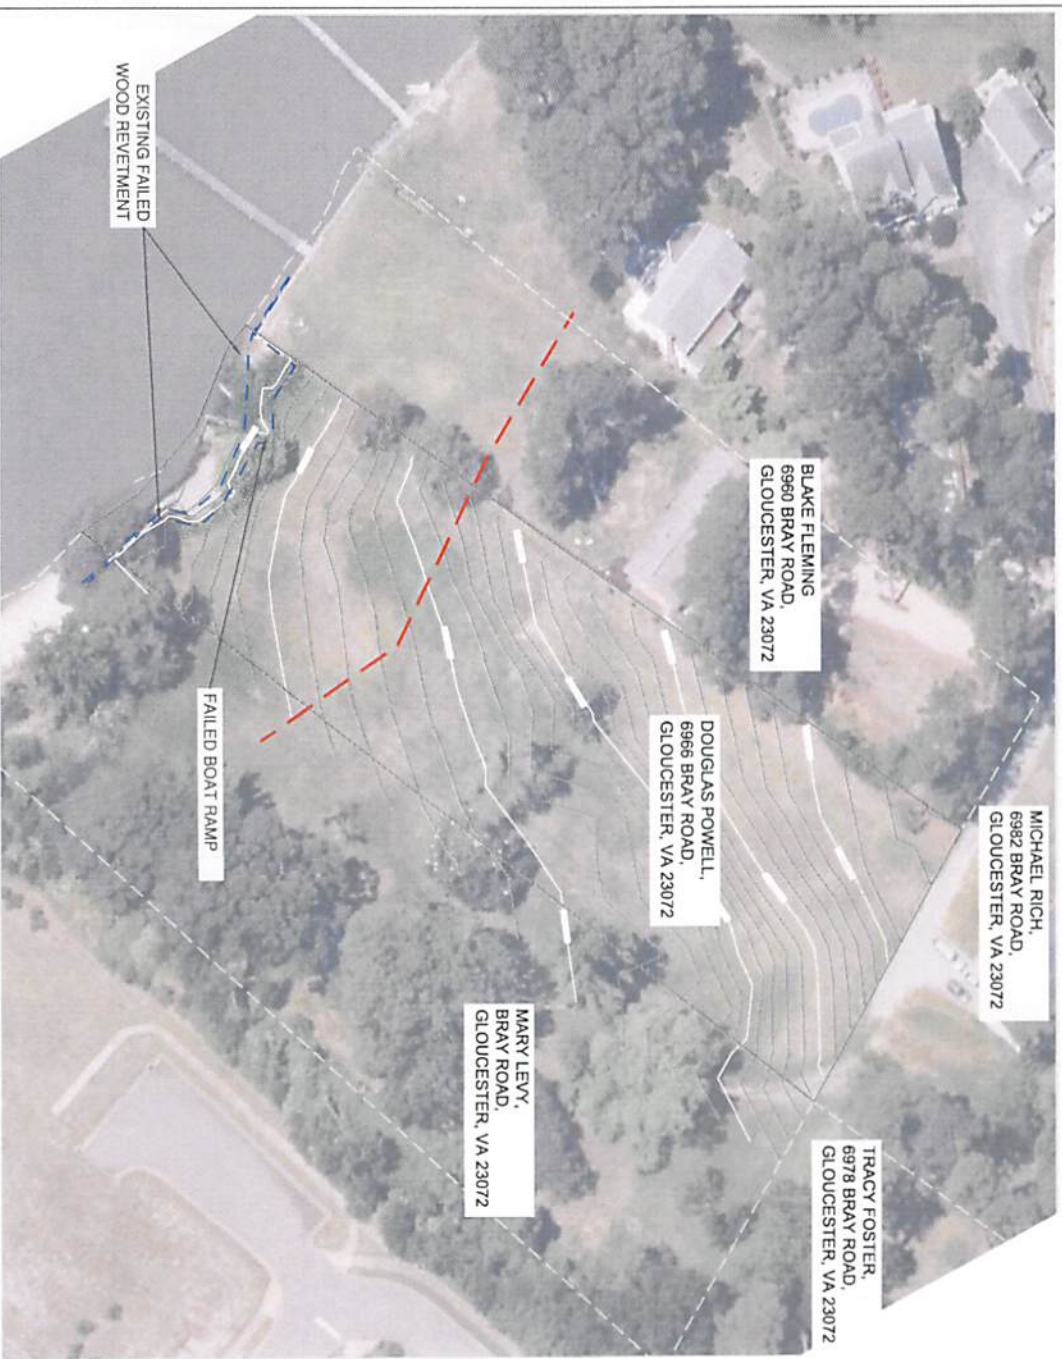 MICHAEL RICH,
6982 BRAY ROAD,
GLOUCESTER, VA 23072
TRACY FOSTER,
6978 BRAY ROAD,
GLOUCESTER, VA 23072
BLAKE FLEMING
6960 BRAY ROAD,
GLOUCESTER, VA 23072
DOUGLAS POWELL,
6966 BRAY ROAD,
GLOUCESTER, VA 23072
MARY LEVY,
BRAY ROAD,
GLOUCESTER, VA 23072
EXISTING FAILED
WOOD REVETMENT
FAILED BOAT RAMP